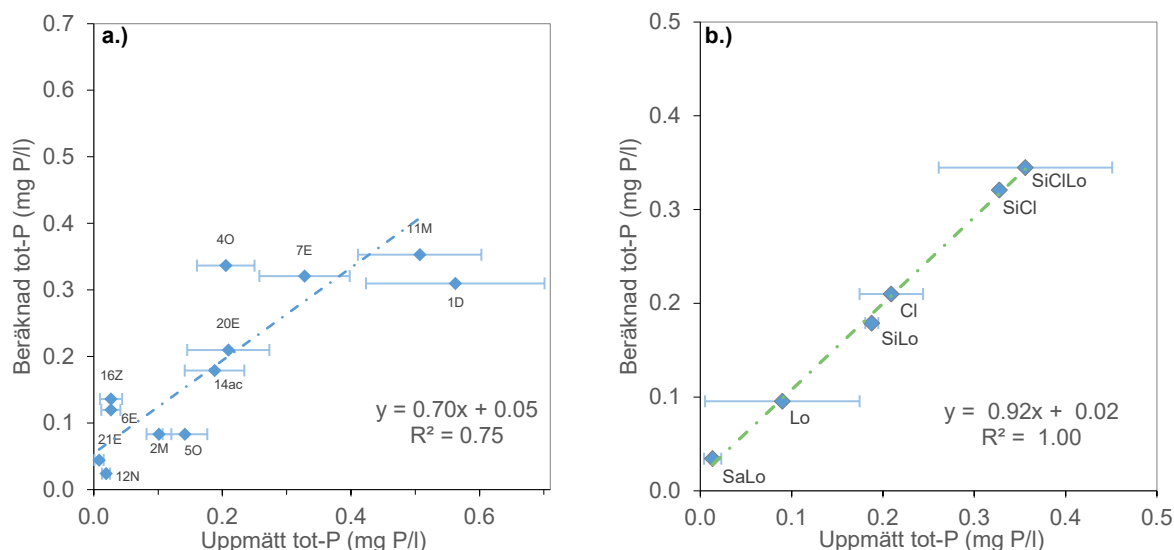 a.)
0.7
0.6
0.5
0.4
0.3
0.2
0.1
0.0
Beräknad tot-P (mg P/l)
4O
7E
11M
1D
20E
14ac
16Z
6E
21E
2M
5O
12N
y = 0.70x + 0.05
R² = 0.75
0.0 0.2 0.4 0.6
Uppmätt tot-P (mg P/l)
b.)
0.5
0.4
0.3
0.2
0.1
0.0
Beräknad tot-P (mg P/l)
SiClLo
SiCl
Cl
SiLo
Lo
SaLo
y = 0.92x + 0.02
R² = 1.00
0.0 0.1 0.2 0.3 0.4 0.5
Uppmätt tot-P (mg P/l)